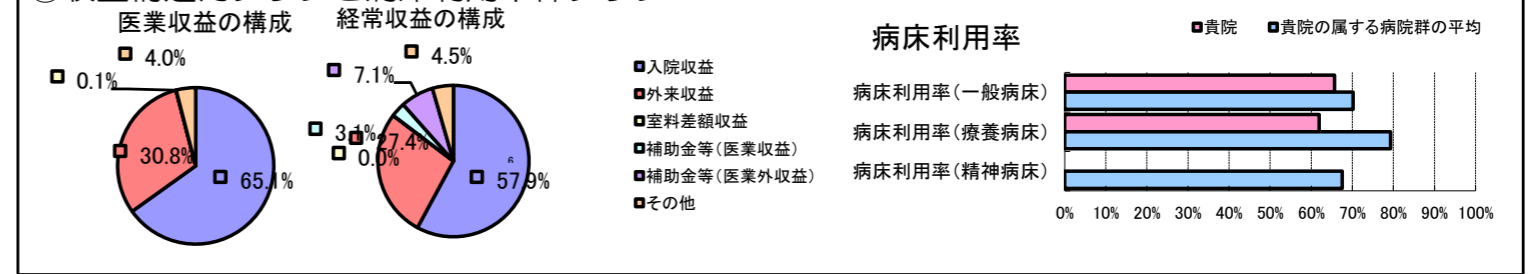 医業収益の構成
経常収益の構成
4.0%
0.1%
30.8%
65.1%
4.5%
7.1%
3.1%
0.0%
27.4%
57.9%
入院収益
外来収益
室料差額収益
補助金等(医業収益)
補助金等(医業外収益)
その他
病床利用率
貴院
貴院の属する病院群の平均
病床利用率(一般病床)
病床利用率(療養病床)
病床利用率(精神病床)
0% 10% 20% 30% 40% 50% 60% 70% 80% 90% 100%